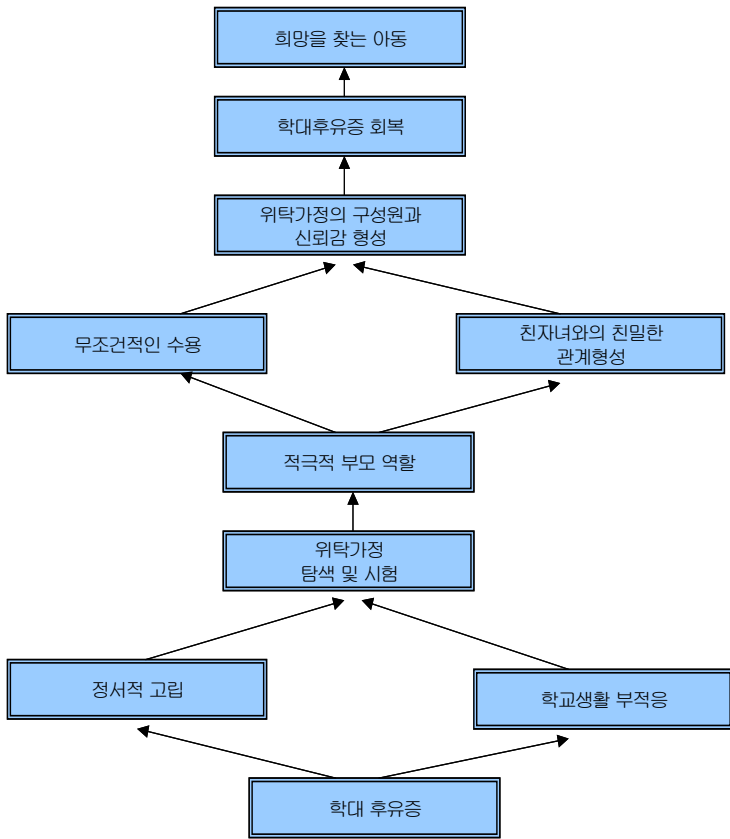 희망을 찾는 아동
학대후유증 회복
위탁가정의 구성원과
신뢰감 형성
무조건적인 수용
친자녀와의 친밀한
관계형성
적극적 부모 역할
위탁가정
탐색 및 시험
정서적 고립
학교생활 부적응
학대 후유증